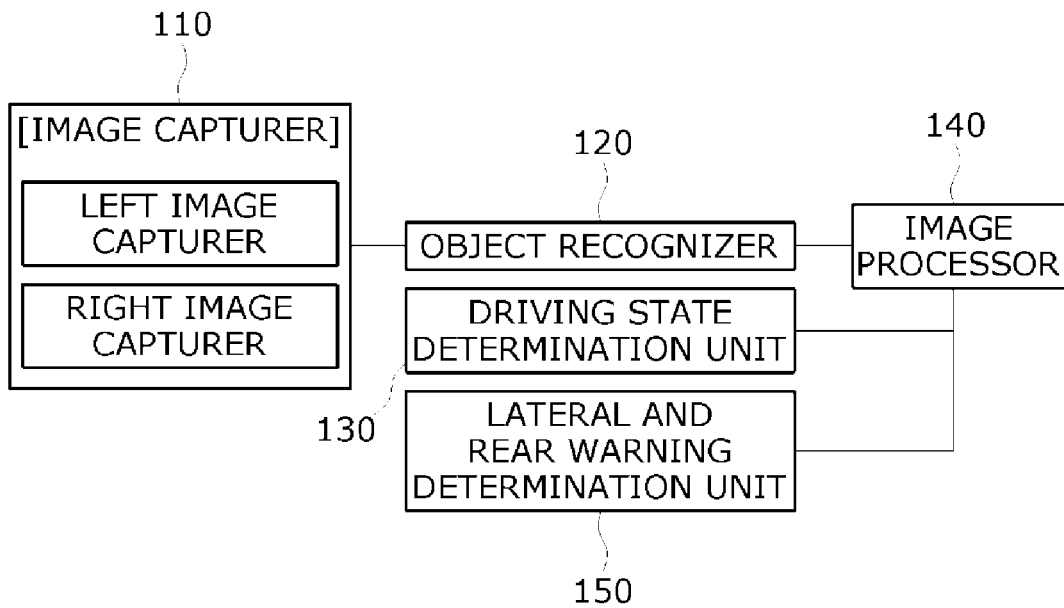 110
[IMAGE CAPTURER]
LEFT IMAGE
CAPTURER
RIGHT IMAGE
CAPTURER
120
OBJECT RECOGNIZER
DRIVING STATE
DETERMINATION UNIT
130
LATERAL AND
REAR WARNING
DETERMINATION UNIT
150
140
IMAGE
PROCESSOR